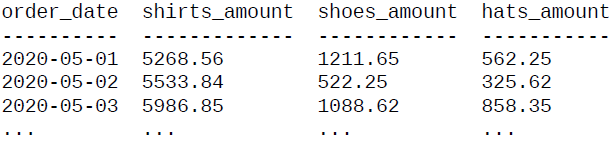 order_date  shirts_amount  shoes_amount  hats_amount
----------  -------------  ------------  -----------
2020-05-01  5268.56        1211.65       562.25
2020-05-02  5533.84        522.25        325.62
2020-05-03  5986.85        1088.62       858.35
...         ...            ...           ...